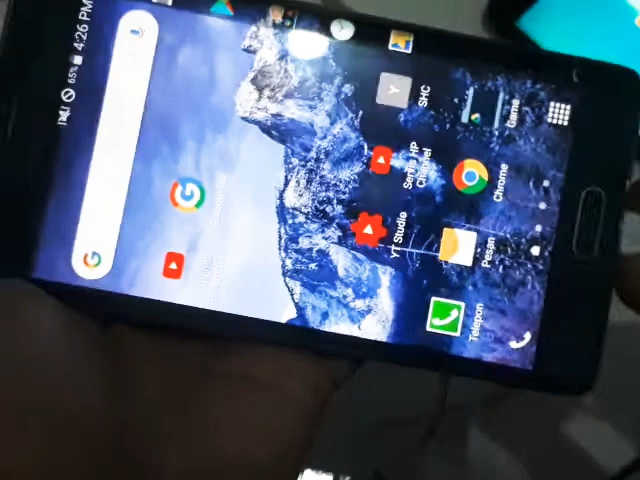 65% 4:26 PM
YT Studio
Servis HP
Channel
SHC
Telepon
Pesan
Chrome
Game